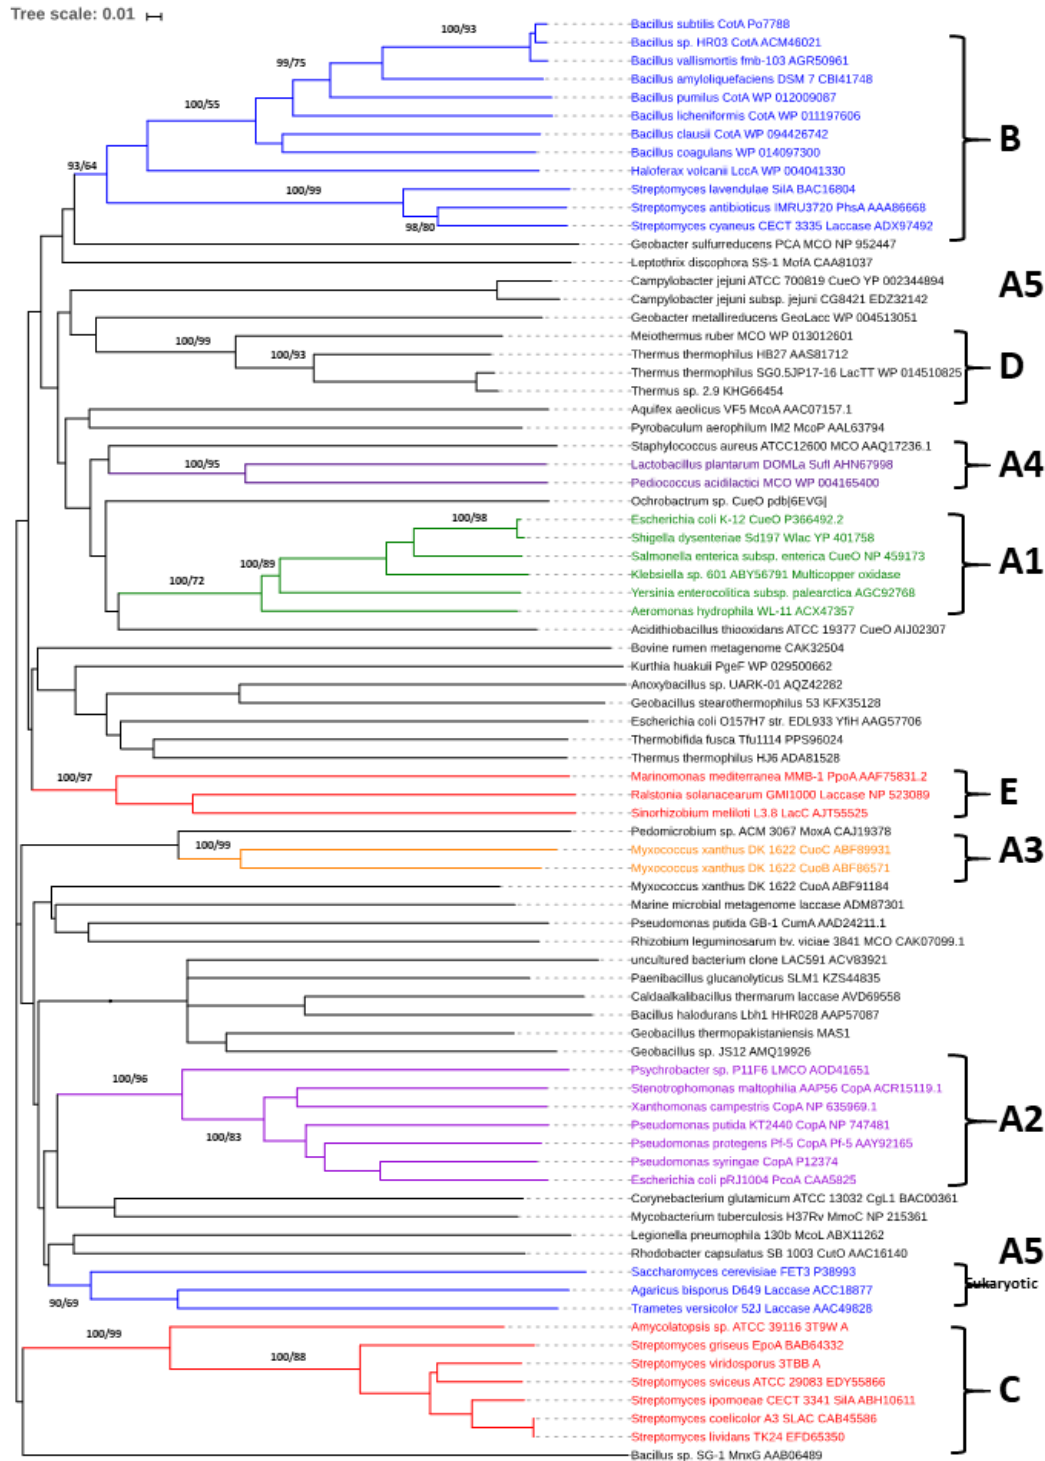 Tree scale: 0.01
100/93
99/75
100/55
93/64
100/99
98/80
100/99
100/93
100/95
100/98
100/89
100/72
100/97
100/99
100/96
100/83
90/69
100/99
100/88
Bacillus subtilis CotA Po7788
Bacillus sp. HR03 CotA ACM46021
Bacillus vallismortis fmb-103 AGR50961
Bacillus amyloliquefaciens DSM 7 CBI41748
Bacillus pumilus CotA WP 012009087
Bacillus licheniformis CotA WP 011197606
Bacillus clausii CotA WP 094426742
Bacillus coagulans WP 014097300
Haloferax volcanii LccA WP 004041330
Streptomyces lavendulae SilA BAC16804
Streptomyces antibioticus IMRU3720 PhsA AAA86668
Streptomyces cyaneus CECT 3335 Laccase ADX97492
B
Geobacter sulfurreducens PCA MCO NP 952447
Leptothrix discophora SS-1 MofA CAA81037
Campylobacter jejuni ATCC 700819 CueO YP 002344894
Campylobacter jejuni subsp. jejuni CG8421 EDZ32142
A5
Geobacter metallireducens GeoLacc WP 004513051
Meiothermus ruber MCO WP 013012601
Thermus thermophilus HB27 AAS81712
Thermus thermophilus SG0.5JP17-16 LacTT WP 014510825
Thermus sp. 2.9 KHG66454
D
Aquifex aeolicus VF5 McoA AAC07157.1
Pyrobaculum aerophilum IM2 McoP AAL63794
Staphylococcus aureus ATCC12600 MCO AAQ17236.1
Lactobacillus plantarum DOMLa SufI AHN67998
Pediococcus acidilactici MCO WP 004165400
A4
Ochrobactrum sp. CueO pdb|6EVG|
Escherichia coli K-12 CueO P366492.2
Shigella dysenteriae Sd197 Wlac YP 401758
Salmonella enterica subsp. enterica CueO NP 459173
Klebsiella sp. 601 ABY56791 Multicopper oxidase
Yersinia enterocolitica subsp. palearctica AGC92768
Aeromonas hydrophila WL-11 ACX47357
A1
Acidithiobacillus thiooxidans ATCC 19377 CueO AIJ02307
Bovine rumen metagenome CAK32504
Kurthia huakuii PgeF WP 029500662
Anoxybacillus sp. UARK-01 AQZ42282
Geobacillus stearothermophilus 53 KFX35128
Escherichia coli O157H7 str. EDL933 YfiH AAG57706
Thermobifida fusca Tfu1114 PPS96024
Thermus thermophilus HJ6 ADA81528
Marinomonas mediterranea MMB-1 PpoA AAF75831.2
Ralstonia solanacearum GMI1000 Laccase NP 523089
Sinorhizobium meliloti L3.8 LacC AJT55525
E
Pedomicrobium sp. ACM 3067 MoxA CAJ19378
Myxococcus xanthus DK 1622 CuoC ABF89931
Myxococcus xanthus DK 1622 CuoB ABF86571
A3
Myxococcus xanthus DK 1622 CuoA ABF91184
Marine microbial metagenome laccase ADM87301
Pseudomonas putida GB-1 CumA AAD24211.1
Rhizobium leguminosarum bv. viciae 3841 MCO CAK07099.1
uncultured bacterium clone LAC591 ACV83921
Paenibacillus glucanolyticus SLM1 KZS44835
Caldaalkalibacillus thermarum laccase AVD69558
Bacillus halodurans Lbh1 HHR028 AAP57087
Geobacillus thermopakistaniensis MAS1
Geobacillus sp. JS12 AMQ19926
Psychrobacter sp. P11F6 LMCO AOD41651
Stenotrophomonas maltophilia AAP56 CopA ACR15119.1
Xanthomonas campestris CopA NP 635969.1
Pseudomonas putida KT2440 CopA NP 747481
Pseudomonas protegens Pf-5 CopA Pf-5 AAY92165
Pseudomonas syringae CopA P12374
Escherichia coli pRJ1004 PcoA CAA5825
A2
Corynebacterium glutamicum ATCC 13032 CgL1 BAC00361
Mycobacterium tuberculosis H37Rv MmoC NP 215361
Legionella pneumophila 130b McoL ABX11262
Rhodobacter capsulatus SB 1003 CutO AAC16140
A5
Saccharomyces cerevisiae FET3 P38993
Agaricus bisporus D649 Laccase ACC18877
Trametes versicolor 52J Laccase AAC49828
Eukaryotic
Amycolatopsis sp. ATCC 39116 3T9W A
Streptomyces griseus EpoA BAB64332
Streptomyces viridosporus 3TBB A
Streptomyces sviceus ATCC 29083 EDY55866
Streptomyces ipomoeae CECT 3341 SilA ABH10611
Streptomyces coelicolor A3 SLAC CAB45586
Streptomyces lividans TK24 EFD65350
C
Bacillus sp. SG-1 MnxG AAB06489